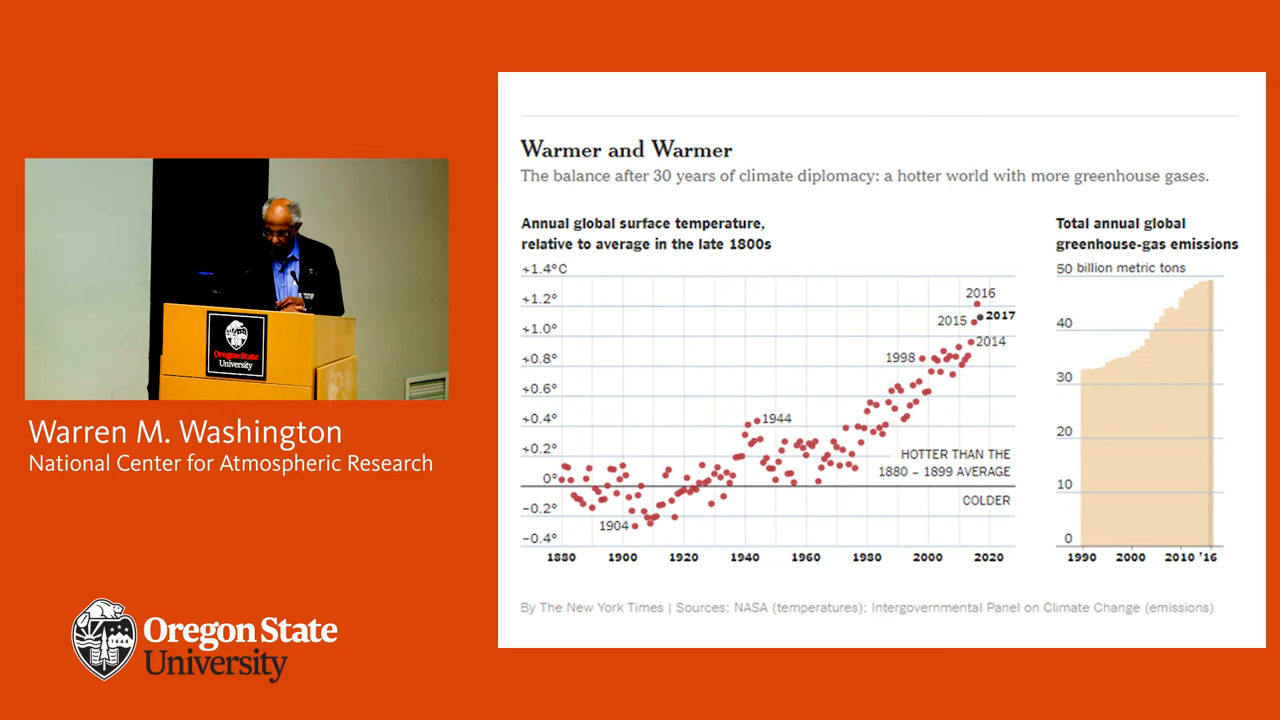 Warmer and Warmer
The balance after 30 years of climate diplomacy: a hotter world with more greenhouse gases.
Annual global surface temperature,
relative to average in the late 1800s
+1.4°C
+1.2°
+1.0°
+0.8°
+0.6°
+0.4°
+0.2°
0°
−0.2°
−0.4°
2016
2015
2017
2014
1998
1944
HOTTER THAN THE
1880 – 1899 AVERAGE
COLDER
1904
1880 1900 1920 1940 1960 1980 2000 2020
Total annual global
greenhouse-gas emissions
50 billion metric tons
40
30
20
10
0
1990 2000 2010 '16
By The New York Times | Sources: NASA (temperatures); Intergovernmental Panel on Climate Change (emissions)
Oregon State
University
Warren M. Washington
National Center for Atmospheric Research
Oregon State
University